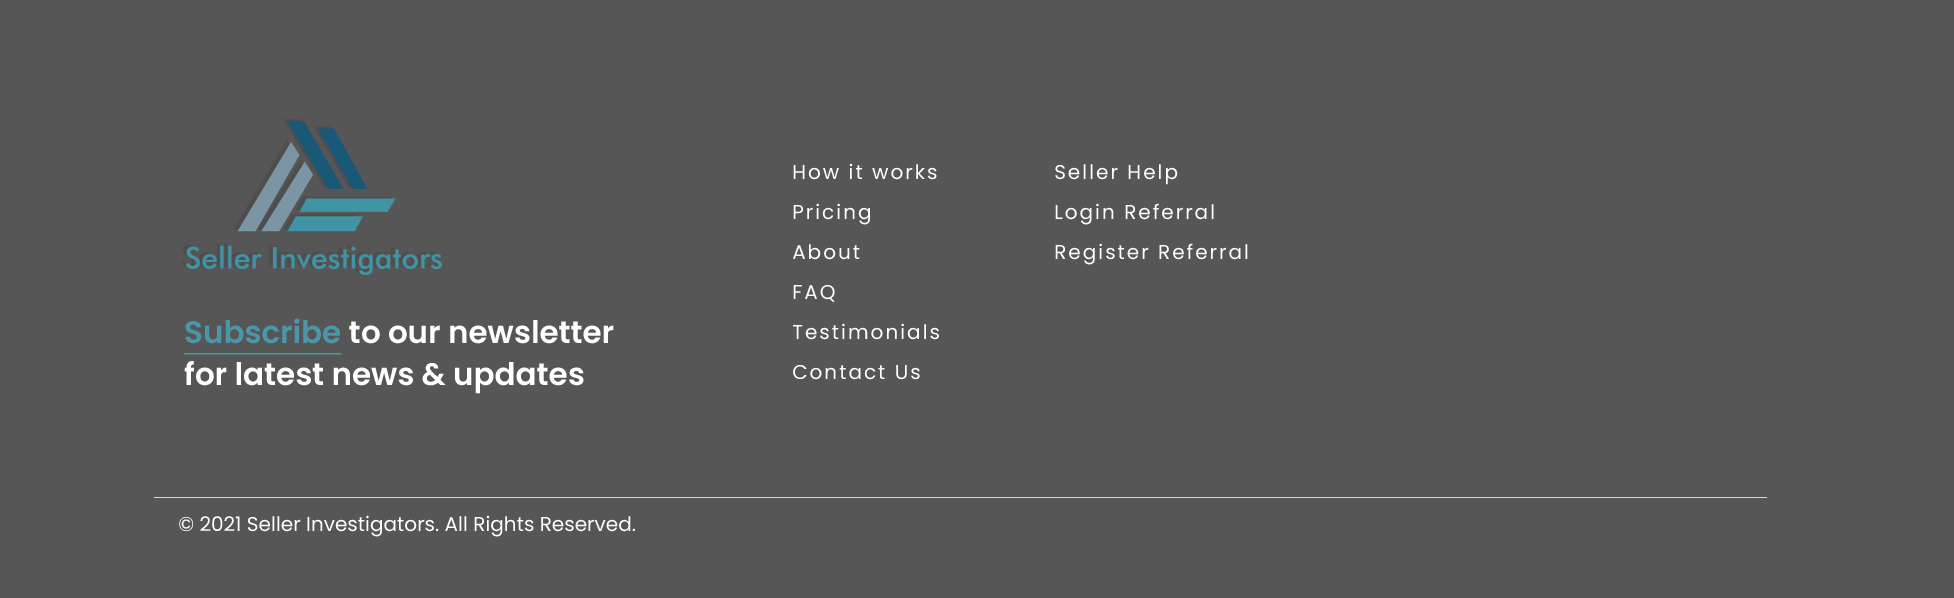 Seller Investigators
Subscribe to our newsletter
for latest news & updates
How it works
Pricing
About
FAQ
Testimonials
Contact Us
Seller Help
Login Referral
Register Referral
© 2021 Seller Investigators. All Rights Reserved.